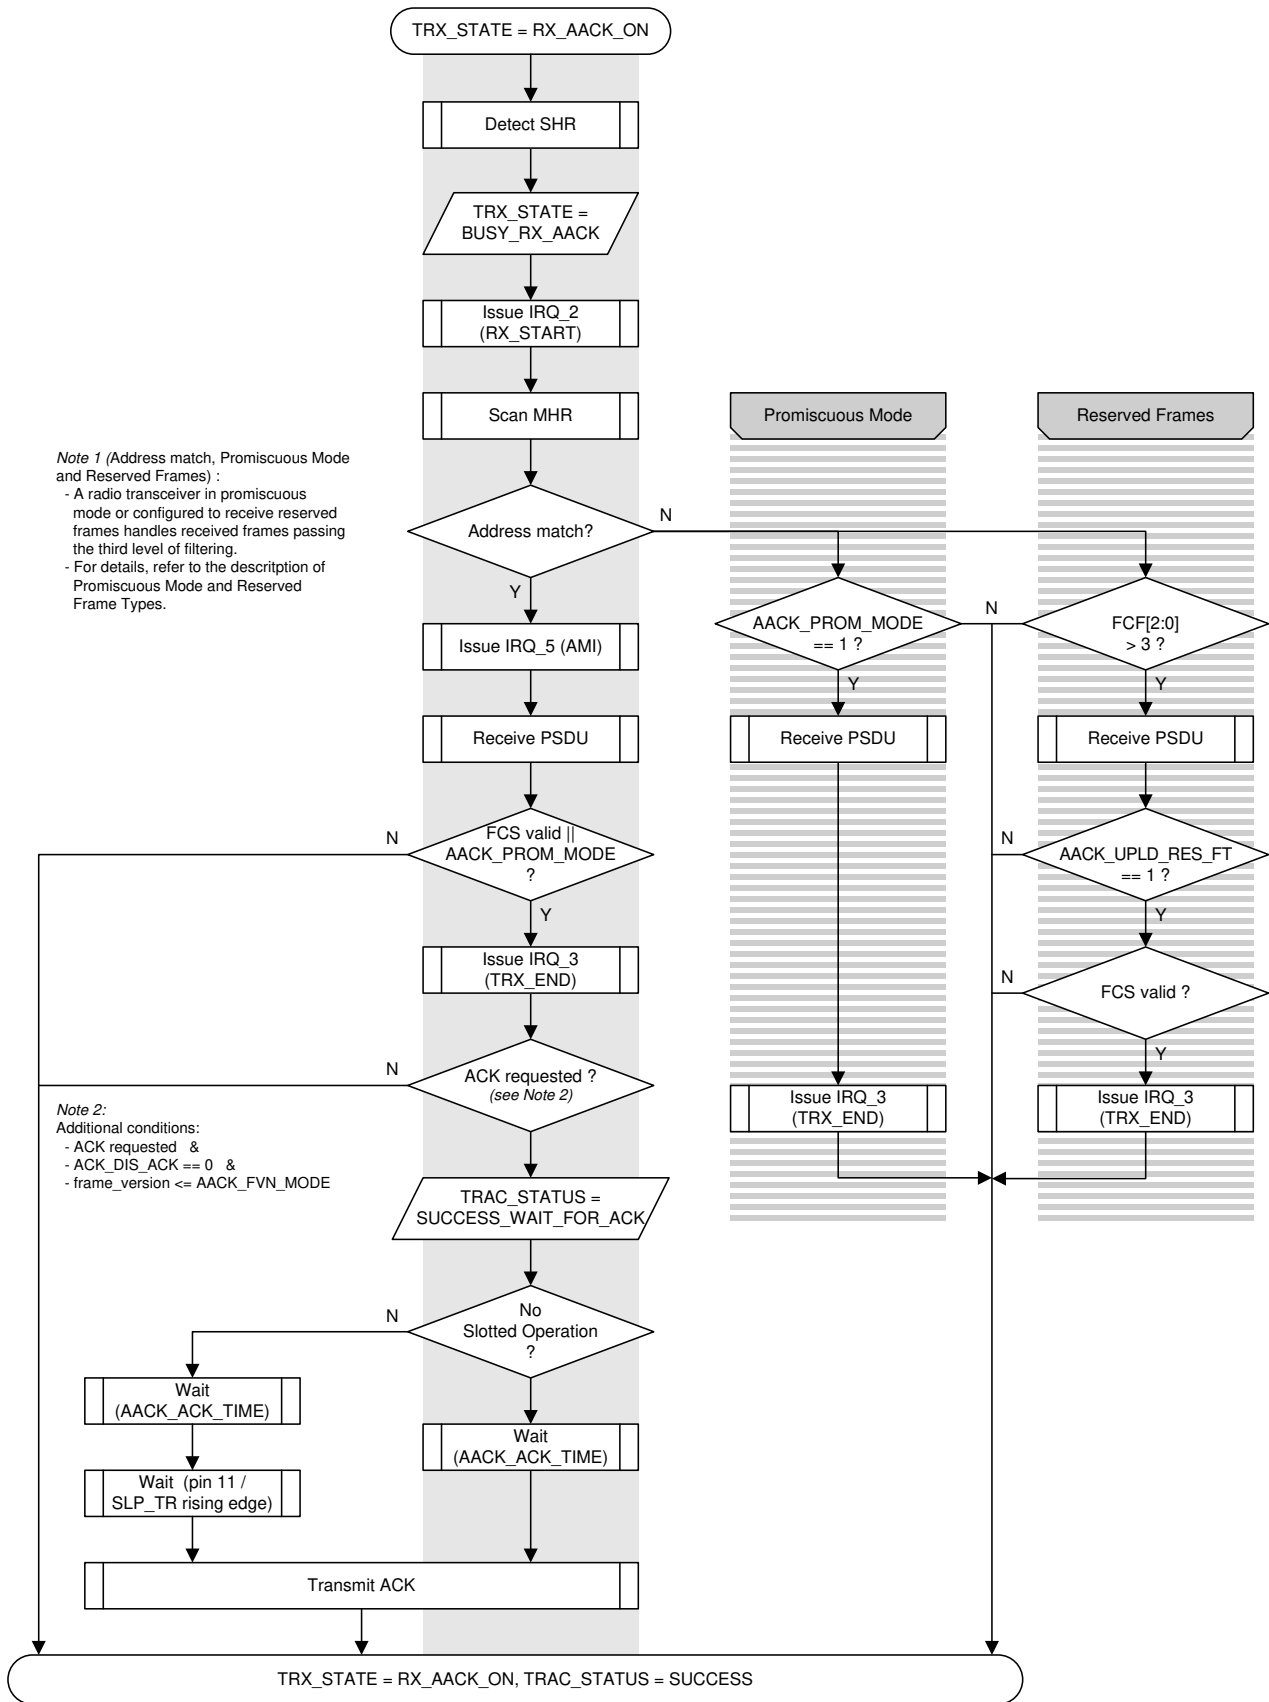 TRX_STATE = RX_AACK_ON
Detect SHR
TRX_STATE =
BUSY_RX_AACK
Issue IRQ_2
(RX_START)
Scan MHR
Promiscuous Mode
Reserved Frames
Note 1 (Address match, Promiscuous Mode
and Reserved Frames) :
- A radio transceiver in promiscuous
mode or configured to receive reserved
frames handles received frames passing
the third level of filtering.
- For details, refer to the descritption of
Promiscuous Mode and Reserved
Frame Types.
Address match?
N
Y
AACK_PROM_MODE
== 1 ?
N
FCF[2:0]
> 3 ?
Issue IRQ_5 (AMI)
Y
Y
Receive PSDU
Receive PSDU
Receive PSDU
N
FCS valid ||
AACK_PROM_MODE
?
N
AACK_UPLD_RES_FT
== 1 ?
Y
Y
Issue IRQ_3
(TRX_END)
N
FCS valid ?
Y
N
ACK requested ?
(see Note 2)
Issue IRQ_3
(TRX_END)
Issue IRQ_3
(TRX_END)
Note 2:
Additional conditions:
- ACK requested &
- ACK_DIS_ACK == 0 &
- frame_version <= AACK_FVN_MODE
TRAC_STATUS =
SUCCESS_WAIT_FOR_ACK
N
No
Slotted Operation
?
Wait
(AACK_ACK_TIME)
Wait
(AACK_ACK_TIME)
Wait (pin 11 /
SLP_TR rising edge)
Transmit ACK
TRX_STATE = RX_AACK_ON, TRAC_STATUS = SUCCESS